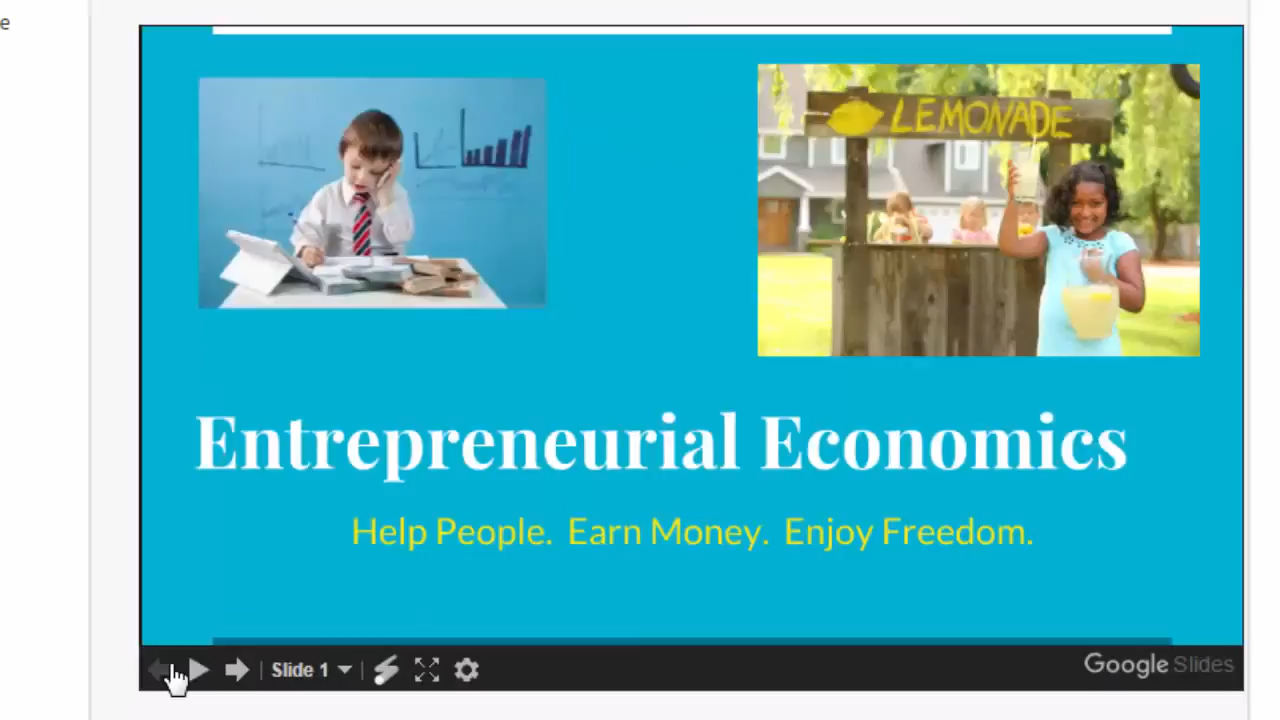 e
LEMONADE
Entrepreneurial Economics
Help People. Earn Money. Enjoy Freedom.
Slide 1
Google Slides